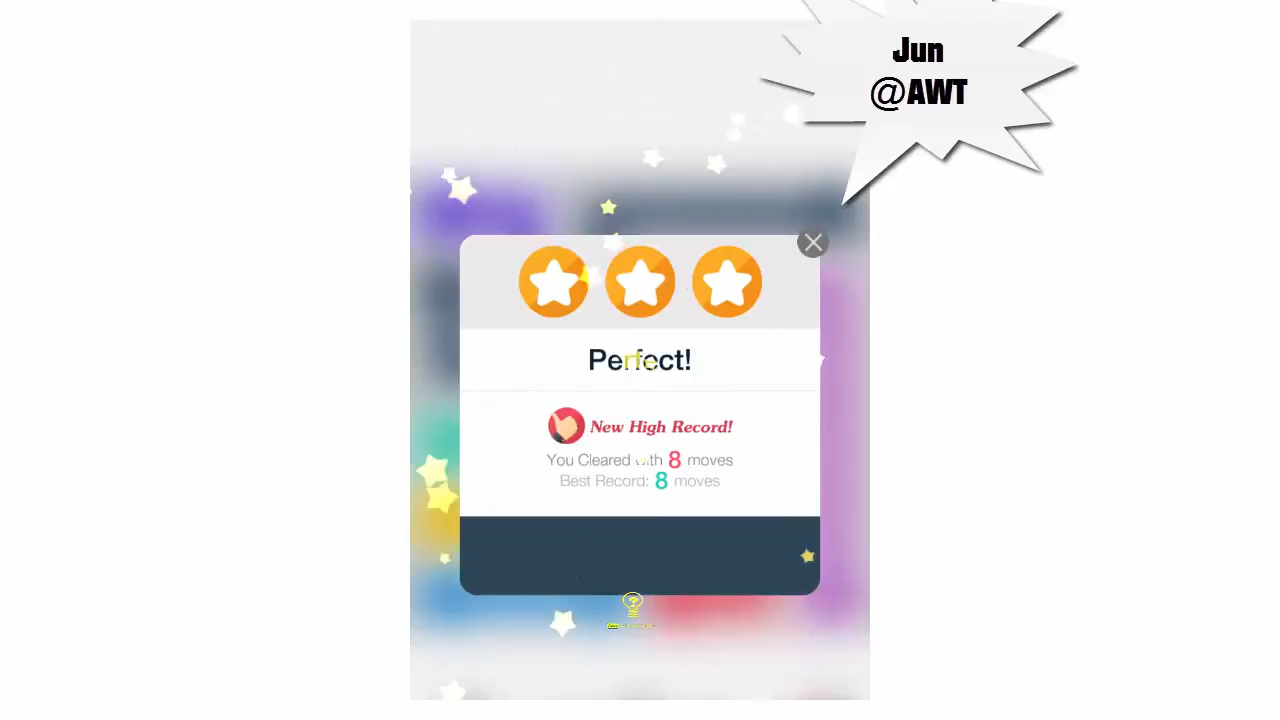 Jun
@AWT
Perfect!
New High Record!
You Cleared with 8 moves
Best Record: 8 moves